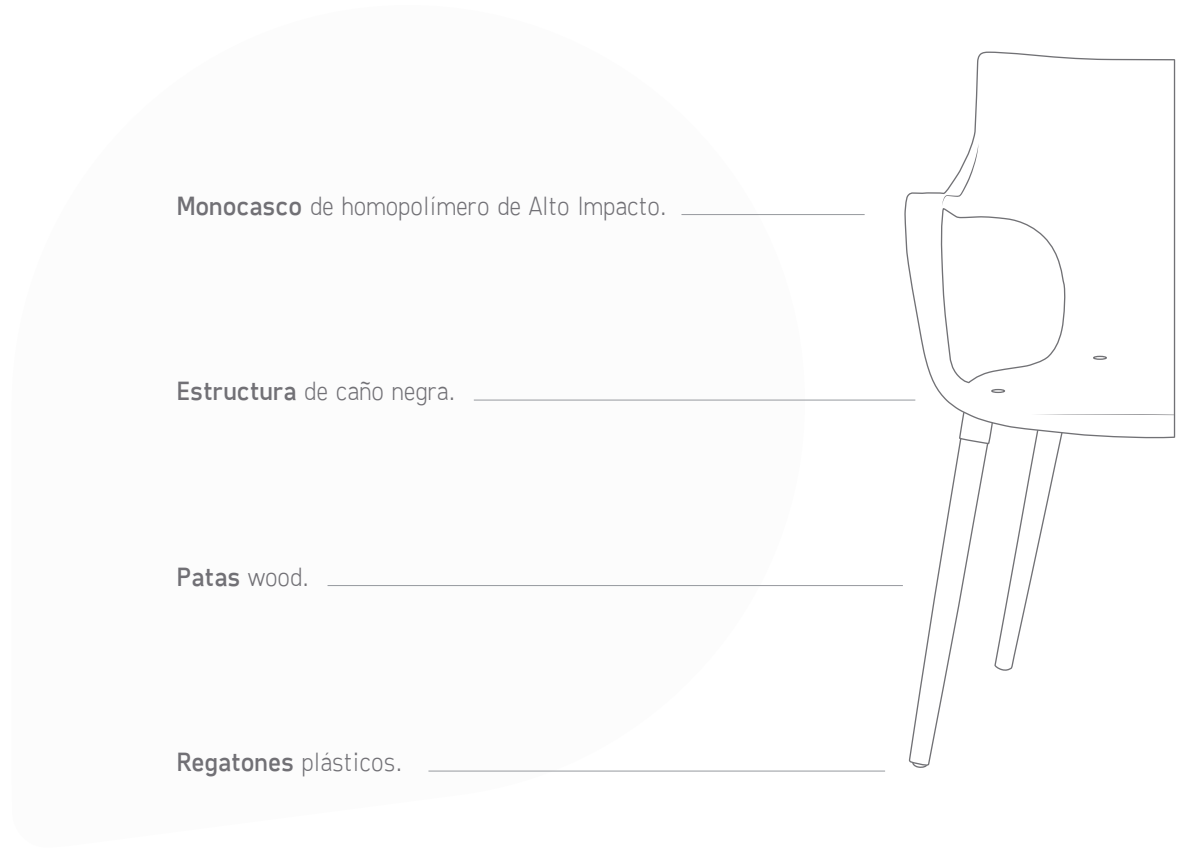 Monocasco de homopolímero de Alto Impacto.
Estructura de caño negra.
Patas wood.
Regatones plásticos.